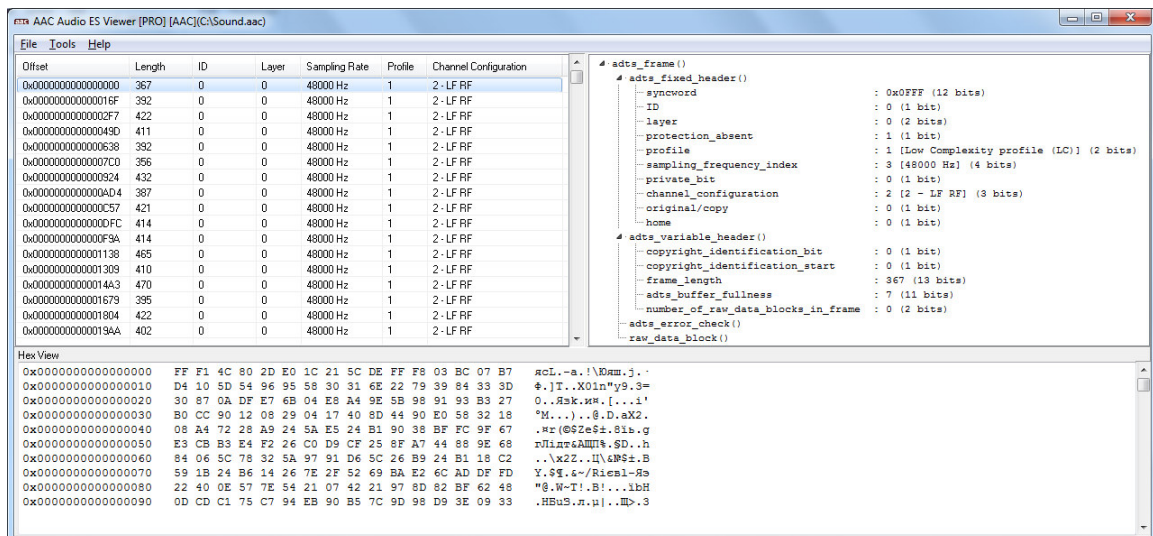 AAC Audio ES Viewer [PRO] [AAC](C:\Sound.aac)
File Tools Help
Offset Length ID Layer Sampling Rate Profile Channel Configuration
0x0000000000000000 367 0 0 48000 Hz 1 2 - LF RF
0x000000000000016F 392 0 0 48000 Hz 1 2 - LF RF
0x00000000000002F7 422 0 0 48000 Hz 1 2 - LF RF
0x000000000000049D 411 0 0 48000 Hz 1 2 - LF RF
0x0000000000000638 392 0 0 48000 Hz 1 2 - LF RF
0x00000000000007C0 356 0 0 48000 Hz 1 2 - LF RF
0x0000000000000924 432 0 0 48000 Hz 1 2 - LF RF
0x0000000000000AD4 387 0 0 48000 Hz 1 2 - LF RF
0x0000000000000C57 421 0 0 48000 Hz 1 2 - LF RF
0x0000000000000DFC 414 0 0 48000 Hz 1 2 - LF RF
0x0000000000000F9A 414 0 0 48000 Hz 1 2 - LF RF
0x0000000000001138 465 0 0 48000 Hz 1 2 - LF RF
0x0000000000001309 410 0 0 48000 Hz 1 2 - LF RF
0x00000000000014A3 470 0 0 48000 Hz 1 2 - LF RF
0x0000000000001679 395 0 0 48000 Hz 1 2 - LF RF
0x0000000000001804 422 0 0 48000 Hz 1 2 - LF RF
0x00000000000019AA 402 0 0 48000 Hz 1 2 - LF RF
adts_frame()
adts_fixed_header()
syncword : 0x0FFF (12 bits)
ID : 0 (1 bit)
layer : 0 (2 bits)
protection_absent : 1 (1 bit)
profile : 1 [Low Complexity profile (LC)] (2 bits)
sampling_frequency_index : 3 [48000 Hz] (4 bits)
private_bit : 0 (1 bit)
channel_configuration : 2 [2 - LF RF] (3 bits)
original/copy : 0 (1 bit)
home : 0 (1 bit)
adts_variable_header()
copyright_identification_bit : 0 (1 bit)
copyright_identification_start : 0 (1 bit)
frame_length : 367 (13 bits)
adts_buffer_fullness : 7 (11 bits)
number_of_raw_data_blocks_in_frame : 0 (2 bits)
adts_error_check()
raw_data_block()
Hex View
0x0000000000000000 FF F1 4C 80 2D E0 1C 21 5C DE FF F8 03 BC 07 B7 яcL.-a.!\Юяш.j.·
0x0000000000000010 D4 10 5D 54 96 95 58 30 31 6E 22 79 39 84 33 3D Ф.]T..X01n"y9.3=
0x0000000000000020 30 87 0A DF E7 6B 04 E8 A4 9E 5B 98 91 93 B3 27 0..Язk.и¤.[...i'
0x0000000000000030 B0 CC 90 12 08 29 04 17 40 8D 44 90 E0 58 32 18 °М...)..@.D.аX2.
0x0000000000000040 08 A4 72 28 A9 24 5A E5 24 B1 90 38 BF FC 9F 67 .¤r(©$Ze$±.8їь.g
0x0000000000000050 E3 CB B3 E4 F2 26 C0 D9 CF 25 8F A7 44 88 9E 68 гЛiдт&АЩП%.§D..h
0x0000000000000060 84 06 5C 78 32 5A 97 91 D6 5C 26 B9 24 B1 18 C2 ..\x2Z..Ц\&№$±.В
0x0000000000000070 59 1B 24 B6 14 26 7E 2F 52 69 BA E2 6C AD DF FD Y.$¶.&~/Riєвl-Яэ
0x0000000000000080 22 40 0E 57 7E 54 21 07 42 21 97 8D 82 BF 62 48 "@.W~T!.B!...їbH
0x0000000000000090 0D CD C1 75 C7 94 EB 90 B5 7C 9D 98 D9 3E 09 33 .НБuЗ.л.µ|..Щ>.3